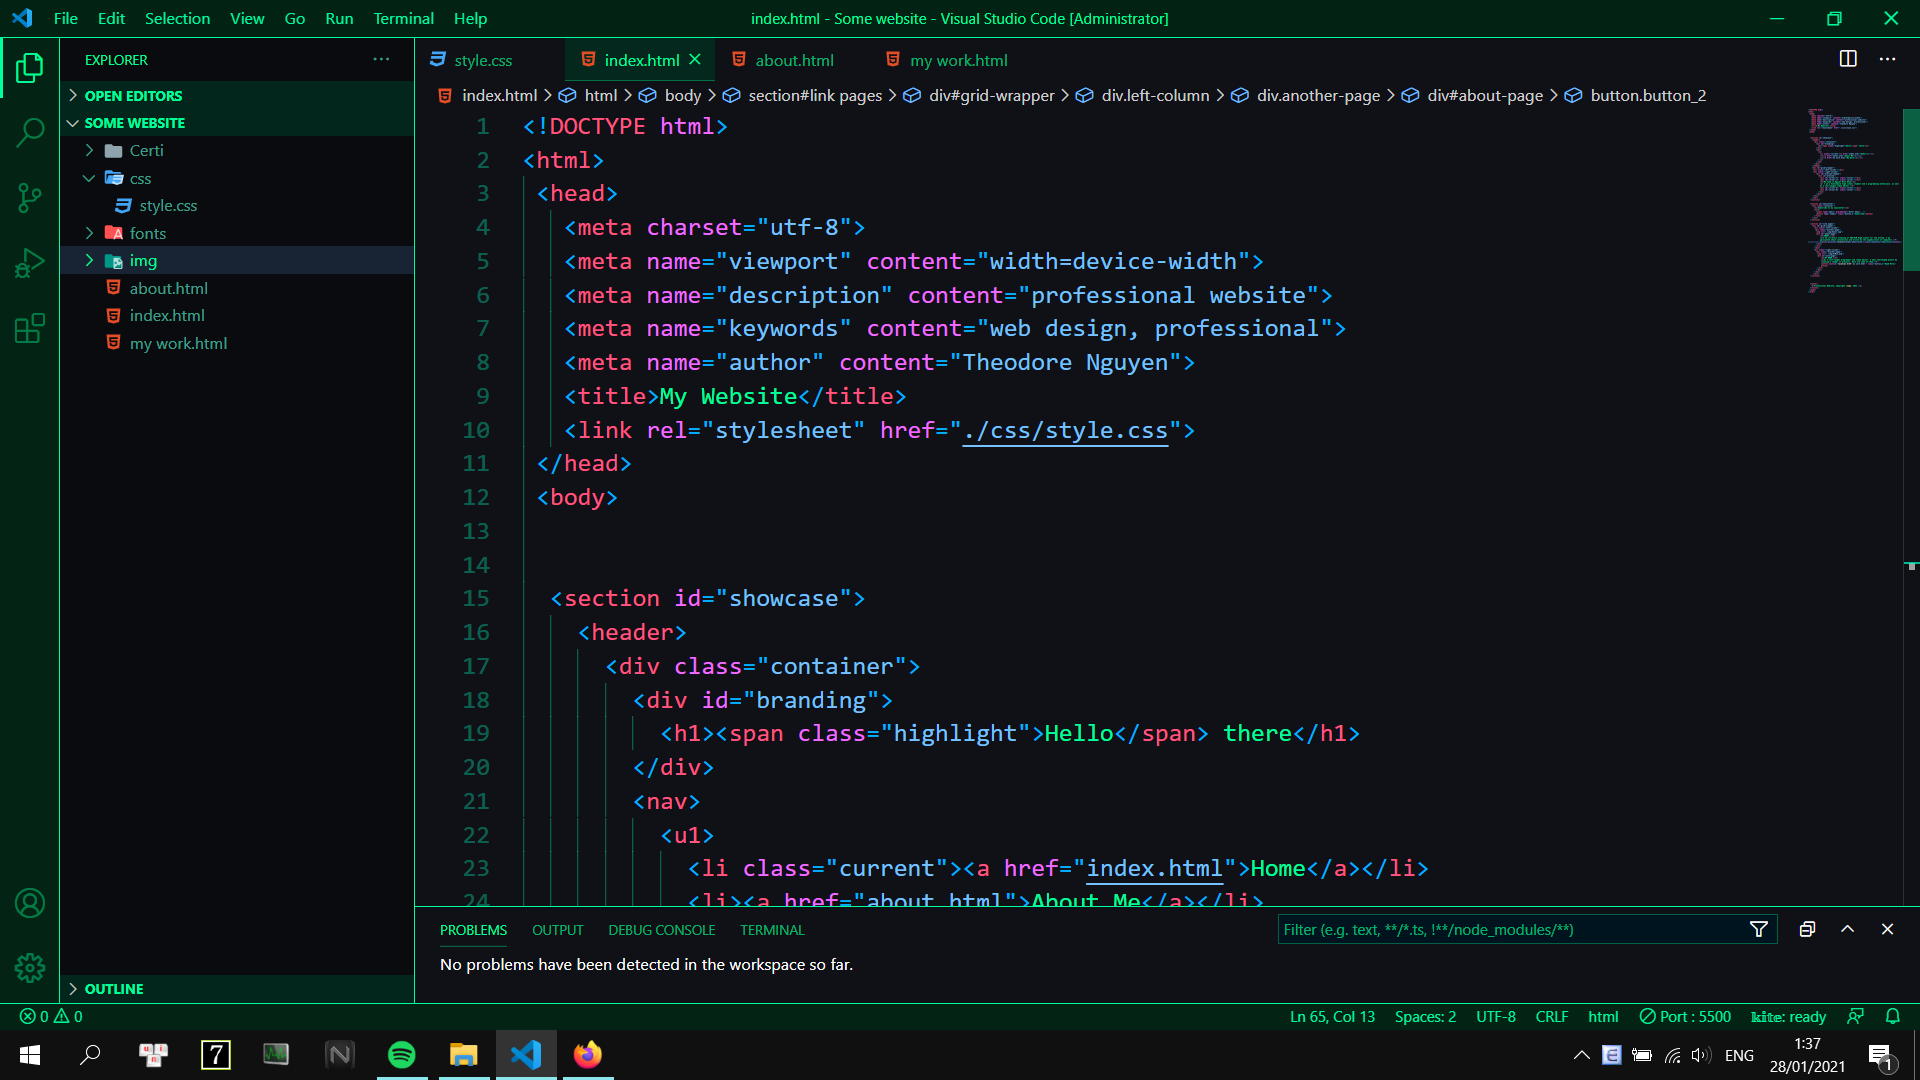 File Edit Selection View Go Run Terminal Help
index.html - Some website - Visual Studio Code [Administrator]
EXPLORER
OPEN EDITORS
SOME WEBSITE
Certi
css
style.css
fonts
img
about.html
index.html
my work.html
OUTLINE
style.css index.html about.html my work.html
index.html > html > body > section#link pages > div#grid-wrapper > div.left-column > div.another-page > div#about-page > button.button_2
1 <!DOCTYPE html>
2 <html>
3 <head>
4 <meta charset="utf-8">
5 <meta name="viewport" content="width=device-width">
6 <meta name="description" content="professional website">
7 <meta name="keywords" content="web design, professional">
8 <meta name="author" content="Theodore Nguyen">
9 <title>My Website</title>
10 <link rel="stylesheet" href="./css/style.css">
11 </head>
12 <body>
13
14
15 <section id="showcase">
16 <header>
17 <div class="container">
18 <div id="branding">
19 <h1><span class="highlight">Hello</span> there</h1>
20 </div>
21 <nav>
22 <u1>
23 <li class="current"><a href="index.html">Home</a></li>
24 <li><a href="about.html">About Me</a></li>
PROBLEMS OUTPUT DEBUG CONSOLE TERMINAL
Filter (e.g. text, **/*.ts, !**/node_modules/**)
No problems have been detected in the workspace so far.
0 0
Ln 65, Col 13 Spaces: 2 UTF-8 CRLF html Port : 5500 kite: ready
7
N
ENG
1:37
28/01/2021
1